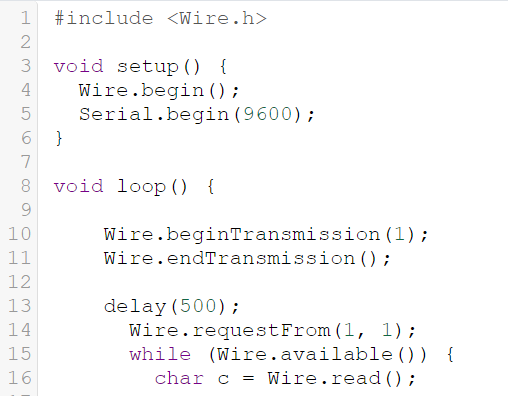 1 #include <Wire.h>
2
3 void setup() {
4   Wire.begin();
5   Serial.begin(9600);
6 }
7
8 void loop() {
9
10     Wire.beginTransmission(1);
11     Wire.endTransmission();
12
13     delay(500);
14       Wire.requestFrom(1, 1);
15       while (Wire.available()) {
16         char c = Wire.read();